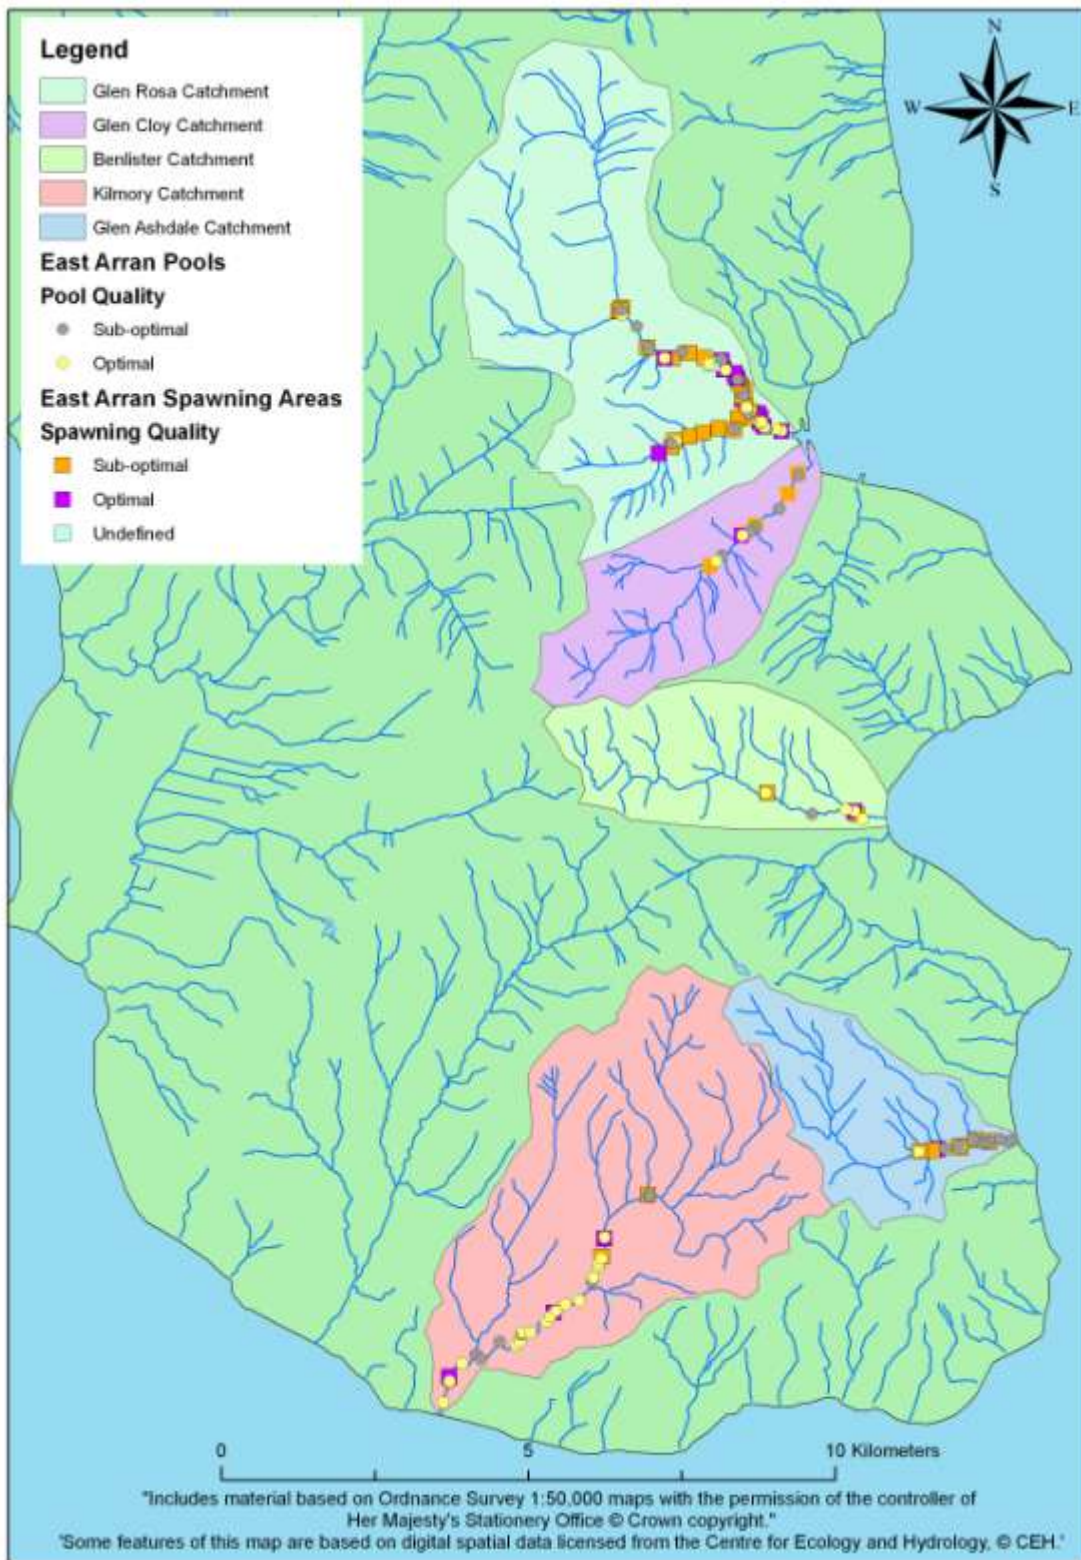 Legend
Glen Rosa Catchment
Glen Cloy Catchment
Benlister Catchment
Kilmory Catchment
Glen Ashdale Catchment
East Arran Pools
Pool Quality
Sub-optimal
Optimal
East Arran Spawning Areas
Spawning Quality
Sub-optimal
Optimal
Undefined
N
W E
S
0 5 10 Kilometers
"Includes material based on Ordnance Survey 1:50,000 maps with the permission of the controller of
Her Majesty's Stationery Office © Crown copyright."
'Some features of this map are based on digital spatial data licensed from the Centre for Ecology and Hydrology, © CEH.'